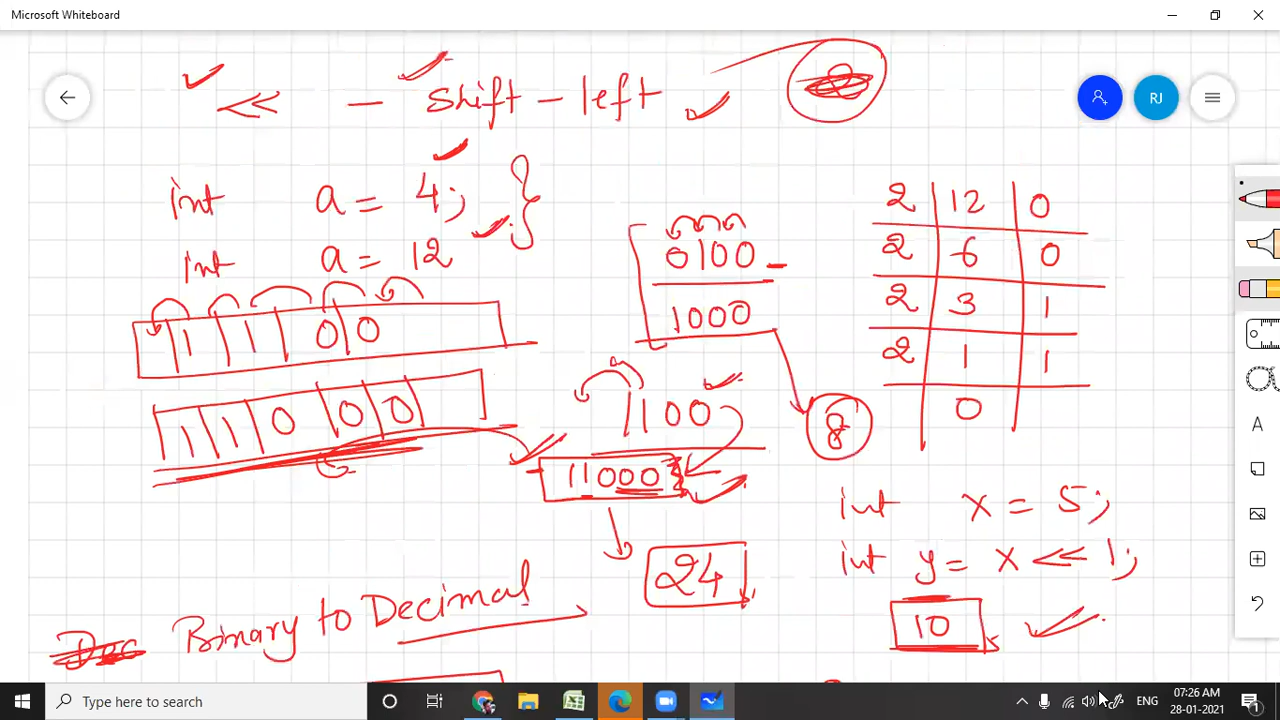 Microsoft Whiteboard
<< – Shift – left
RJ
int a = 4; }
int a = 12
1 1 0 0
1 1 0 0 0
0100
1000
8
1100
11000
24
2 12 0
2 6 0
2 3 1
2 1 1
0
int x = 5;
int y = x << 1;
10
Binary to Decimal
A
Type here to search
ENG
07:26 AM
28-01-2021
1